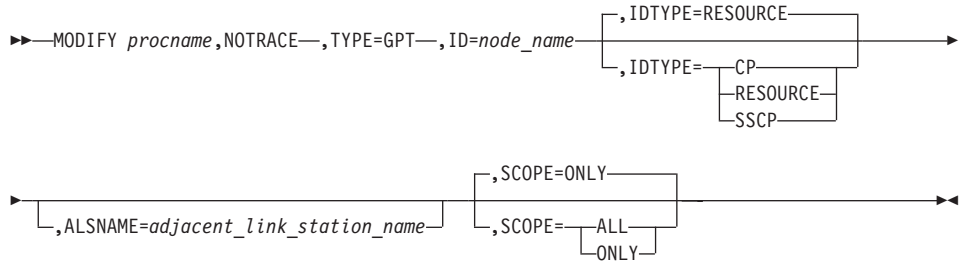 ,IDTYPE=RESOURCE
MODIFY procname,NOTRACE ,TYPE=GPT ,ID=node_name
,IDTYPE= CP
RESOURCE
SSCP
,SCOPE=ONLY
,ALSNAME=adjacent_link_station_name ,SCOPE= ALL
ONLY